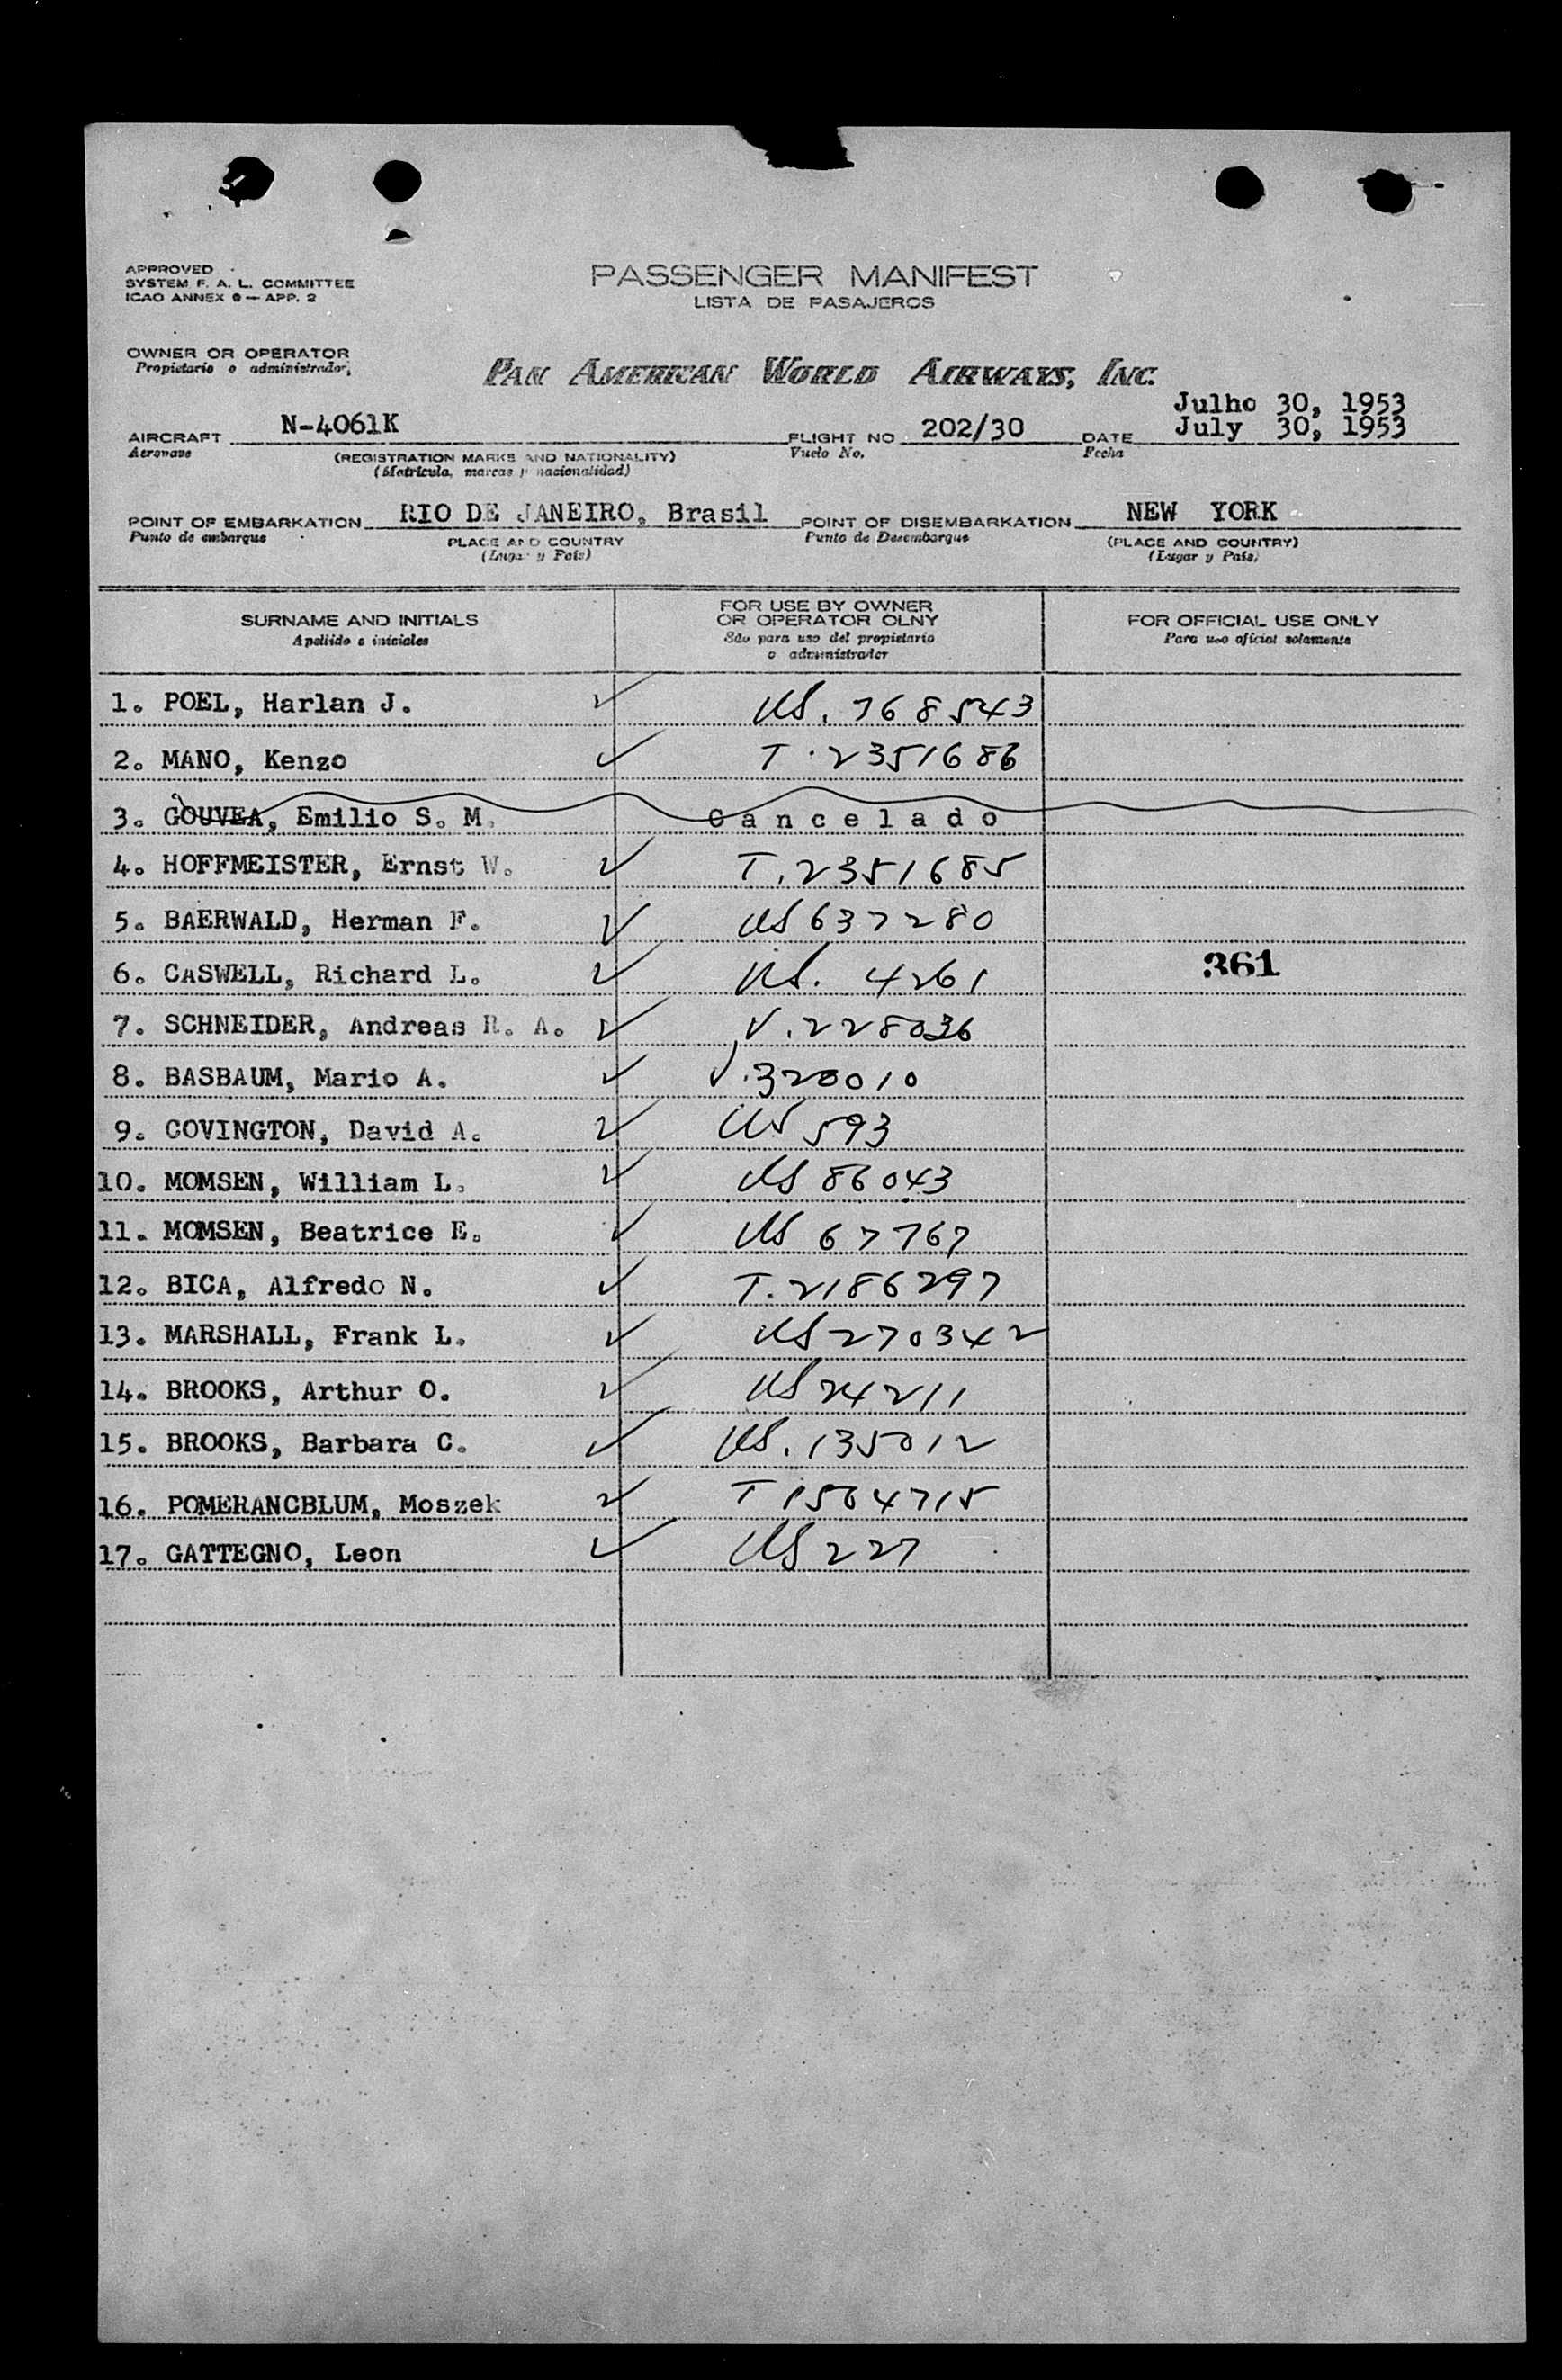 APPROVED
SYSTEM F. A. L. COMMITTEE
ICAO ANNEX 9 — APP. 2
PASSENGER MANIFEST
LISTA DE PASAJEROS
OWNER OR OPERATOR
Propietario o administrador,
PAN AMERICAN WORLD AIRWAYS, INC.
Julho 30, 1953
AIRCRAFT N-4061K FLIGHT NO 202/30 DATE July 30, 1953
Aeronave (REGISTRATION MARKS AND NATIONALITY) Vuelo No. Fecha
(Matrícula, marcas y nacionalidad)
POINT OF EMBARKATION RIO DE JANEIRO, Brasil POINT OF DISEMBARKATION NEW YORK
Punto de embarque PLACE AND COUNTRY Punto de Desembarque (PLACE AND COUNTRY)
(Lugar y País) (Lugar y País)
SURNAME AND INITIALS
Apellido e iniciales
FOR USE BY OWNER
OR OPERATOR OLNY
Sdo para uso del propietario
o administrador
FOR OFFICIAL USE ONLY
Para uso oficial solamente
1. POEL, Harlan J. US. 768543
2. MANO, Kenzo T. 2351686
3. GOUVEA, Emilio S. M. Cancelado
4. HOFFMEISTER, Ernst W. T. 2351685
5. BAERWALD, Herman F. US 637280
6. CASWELL, Richard L. US. 4261 361
7. SCHNEIDER, Andreas R. A. V. 228036
8. BASBAUM, Mario A. V. 320010
9. COVINGTON, David A. US 593
10. MOMSEN, William L. US 86043
11. MOMSEN, Beatrice E. US 67767
12. BICA, Alfredo N. T. 2186297
13. MARSHALL, Frank L. US 270342
14. BROOKS, Arthur O. US 24211
15. BROOKS, Barbara C. US. 135012
16. POMERANCBLUM, Moszek T 1504715
17. GATTEGNO, Leon US 227